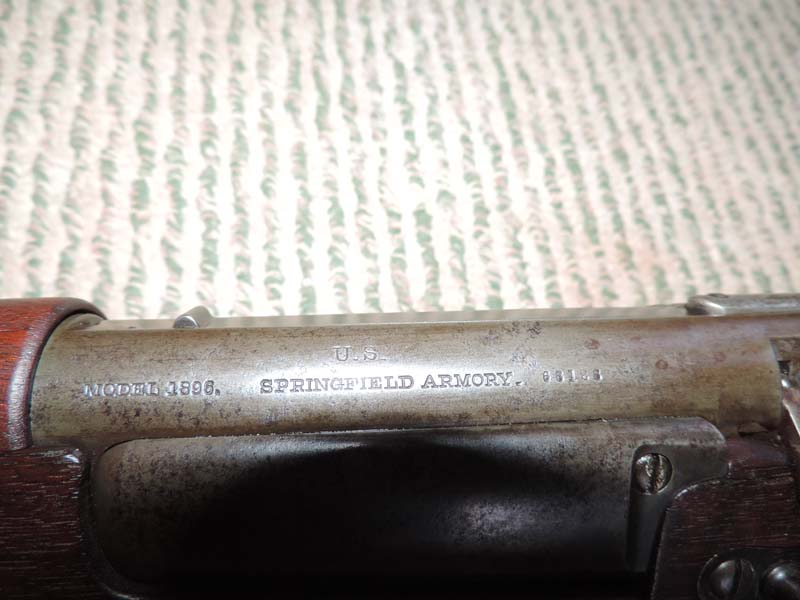 U.S.
MODEL 1896. SPRINGFIELD ARMORY.